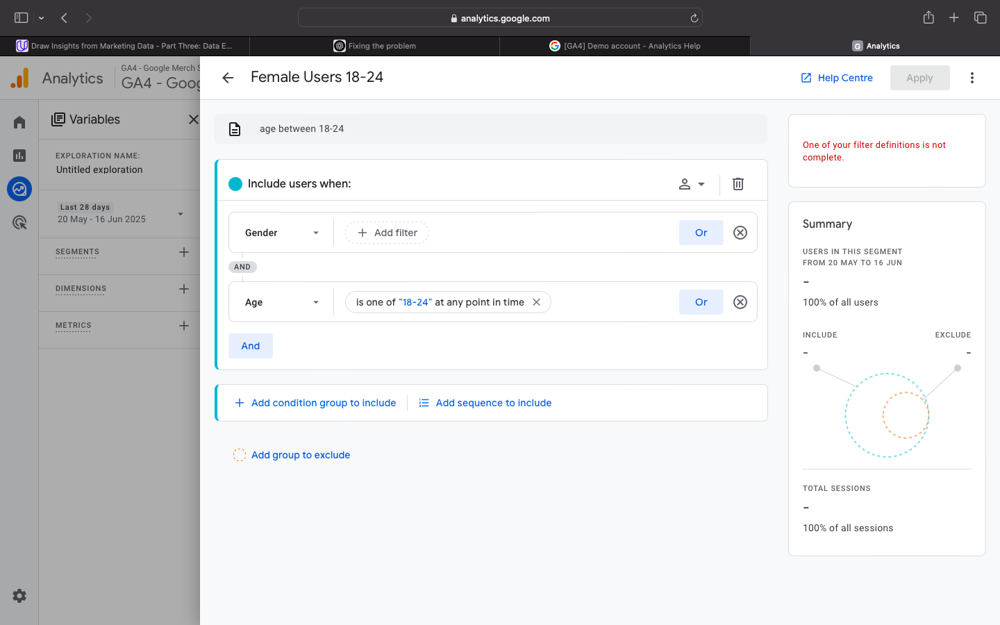 analytics.google.com
Draw Insights from Marketing Data - Part Three: Data E...
Fixing the problem
[GA4] Demo account - Analytics Help
G Analytics
Analytics
GA4 - Google Merch S
GA4 - Goog
Female Users 18-24
Help Centre
Apply
Variables
EXPLORATION NAME:
Untitled exploration
Last 28 days
20 May - 16 Jun 2025
SEGMENTS
DIMENSIONS
METRICS
age between 18-24
Include users when:
Gender
Add filter
Or
AND
Age
is one of "18-24" at any point in time
Or
And
Add condition group to include
Add sequence to include
Add group to exclude
One of your filter definitions is not
complete.
Summary
USERS IN THIS SEGMENT
FROM 20 MAY TO 16 JUN
-
100% of all users
INCLUDE
EXCLUDE
-
-
TOTAL SESSIONS
-
100% of all sessions